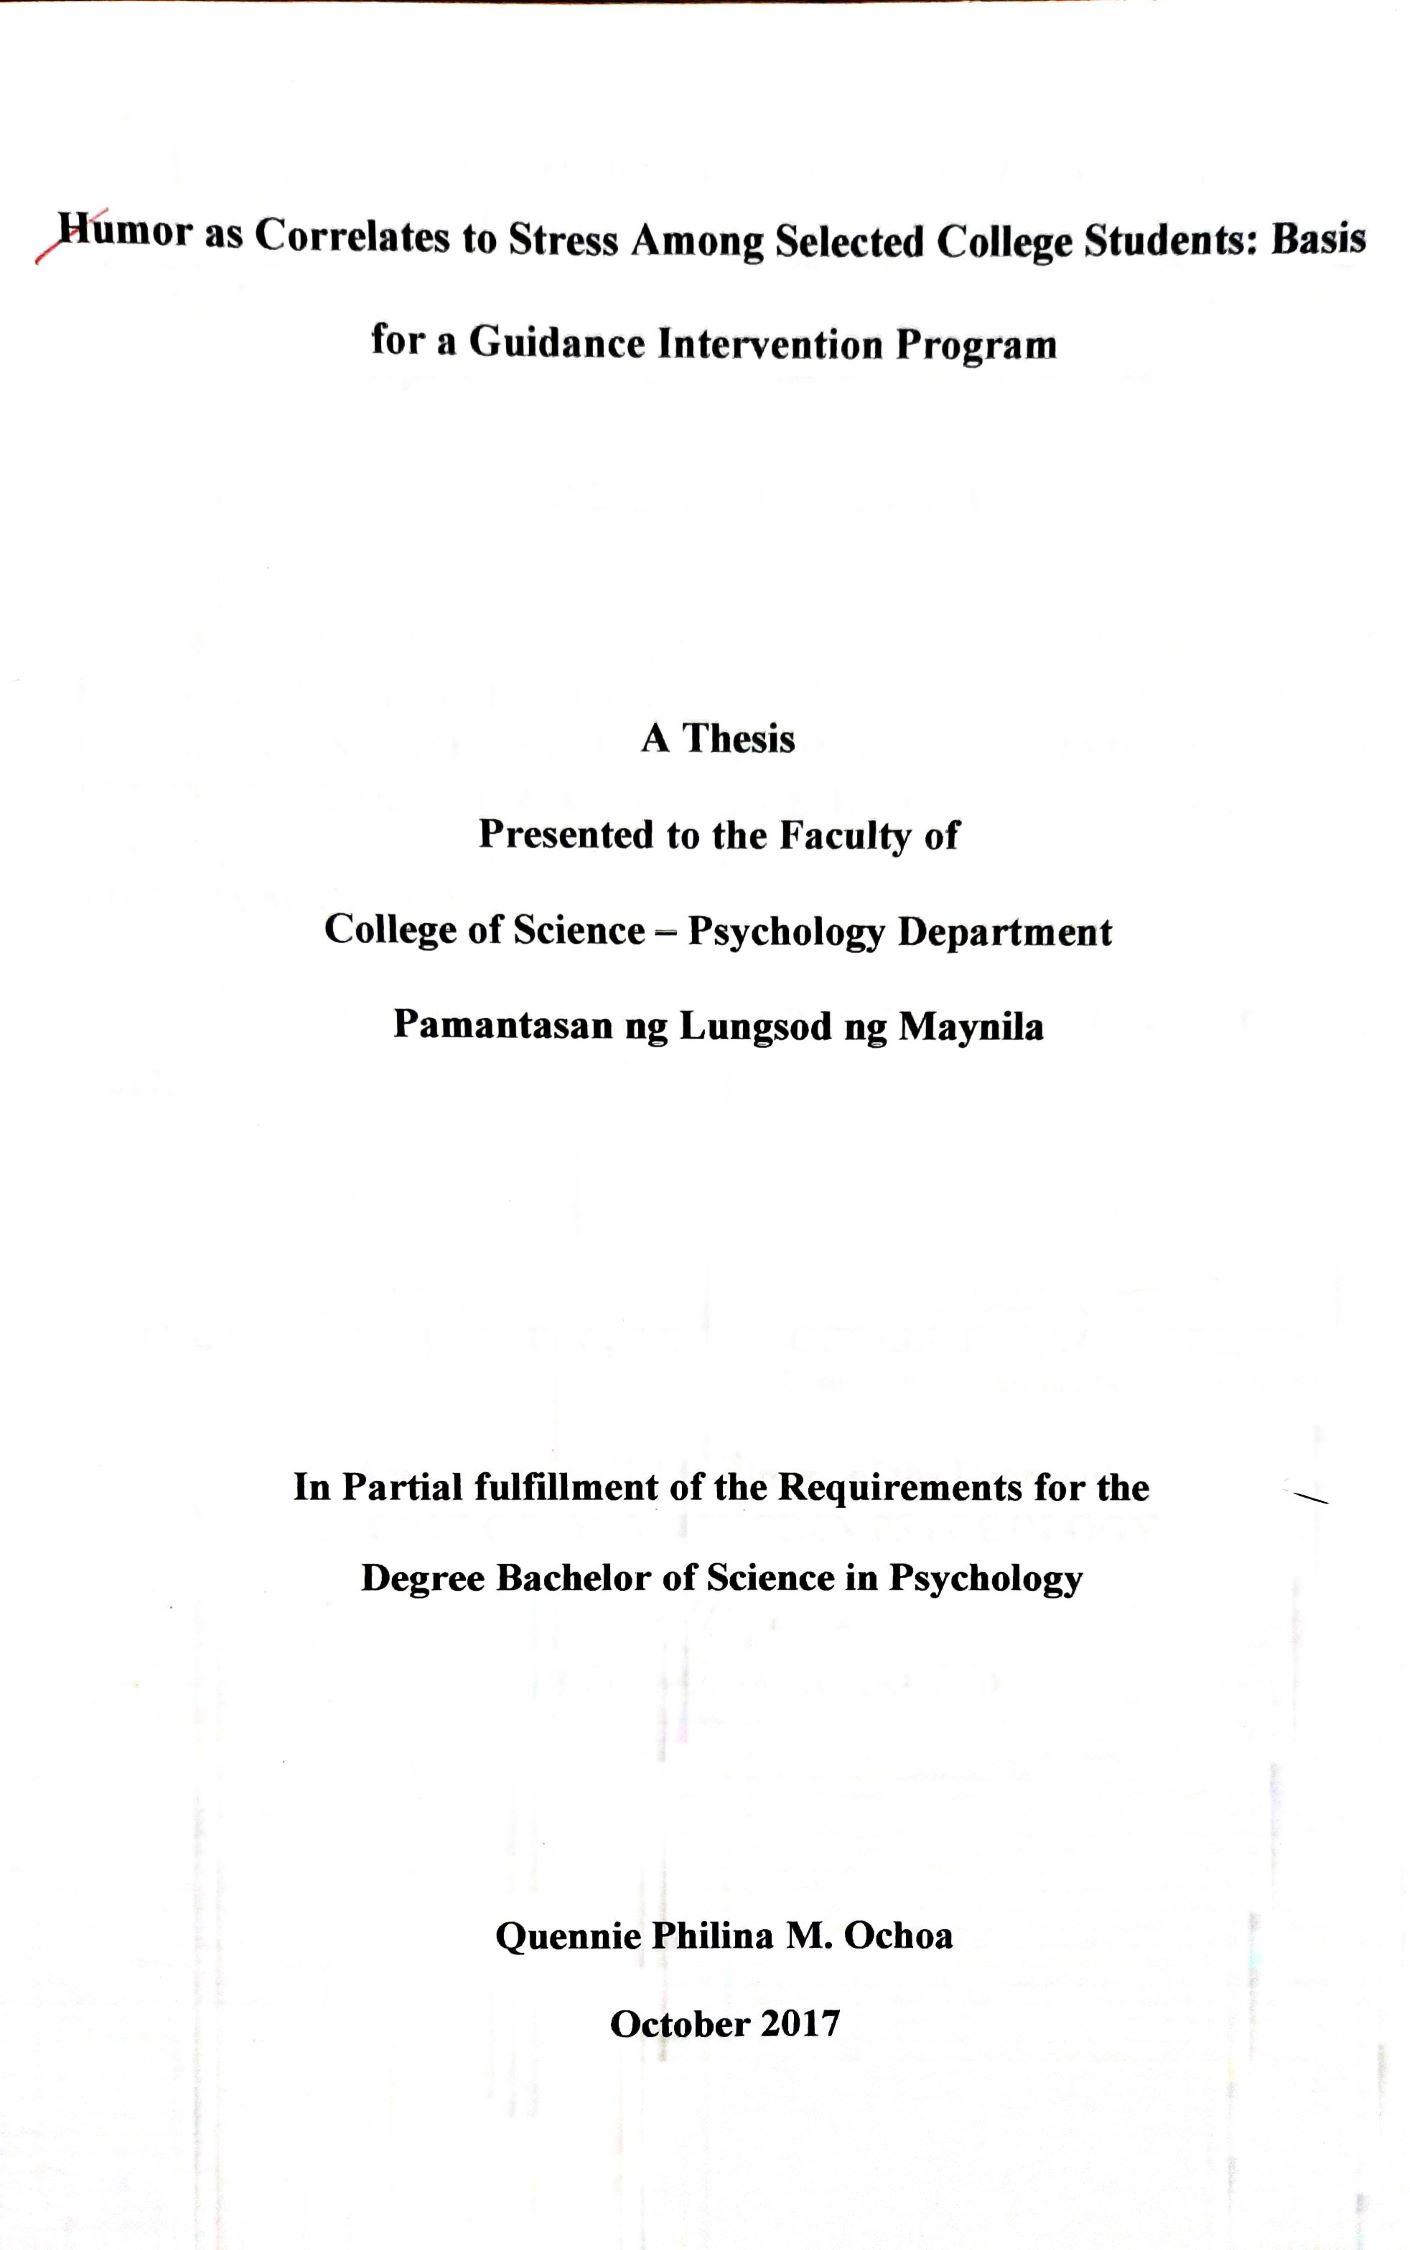 Humor as Correlates to Stress Among Selected College Students: Basis
for a Guidance Intervention Program
A Thesis
Presented to the Faculty of
College of Science – Psychology Department
Pamantasan ng Lungsod ng Maynila
In Partial fulfillment of the Requirements for the
Degree Bachelor of Science in Psychology
Quennie Philina M. Ochoa
October 2017